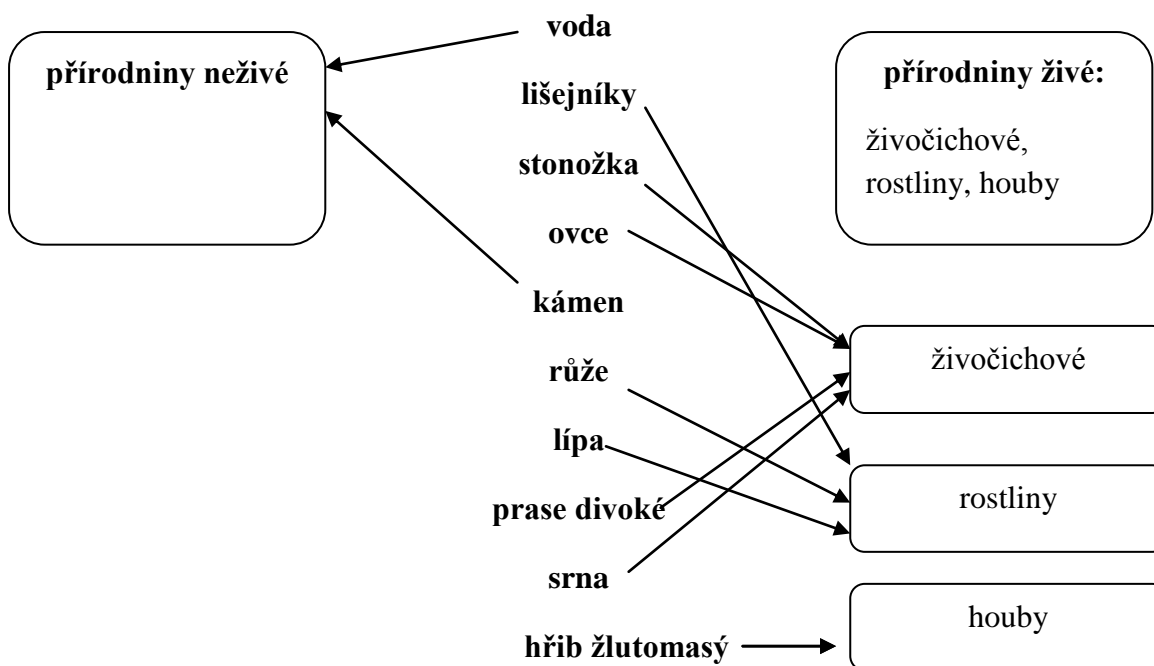 přírodniny neživé
voda
lišejníky
stonožka
ovce
kámen
růže
lípa
prase divoké
srna
hřib žlutomasý
přírodniny živé:
živočichové,
rostliny, houby
živočichové
rostliny
houby